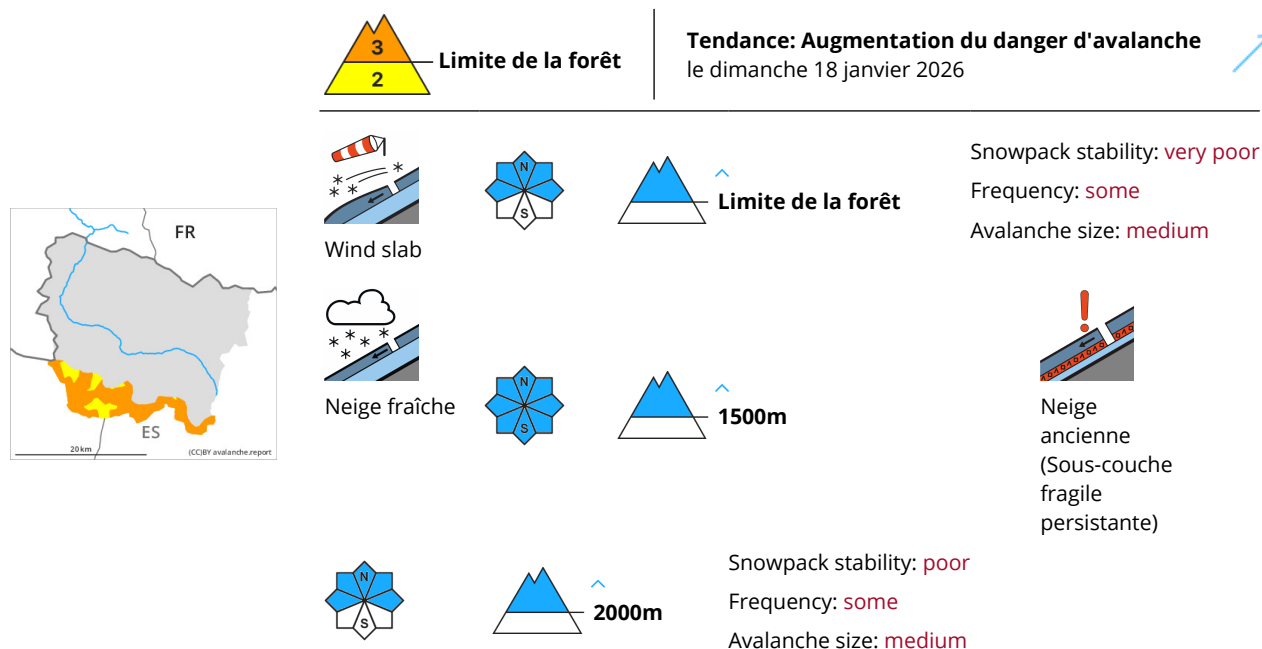 3
2
Limite de la forêt
Tendance: Augmentation du danger d'avalanche
le dimanche 18 janvier 2026
FR
ES
20 km
(CC)BY avalanche.report
Wind slab
N
S
Limite de la forêt
Snowpack stability: very poor
Frequency: some
Avalanche size: medium
Neige fraîche
N
S
1500m
Neige
ancienne
(Sous-couche
fragile
persistante)
N
S
2000m
Snowpack stability: poor
Frequency: some
Avalanche size: medium